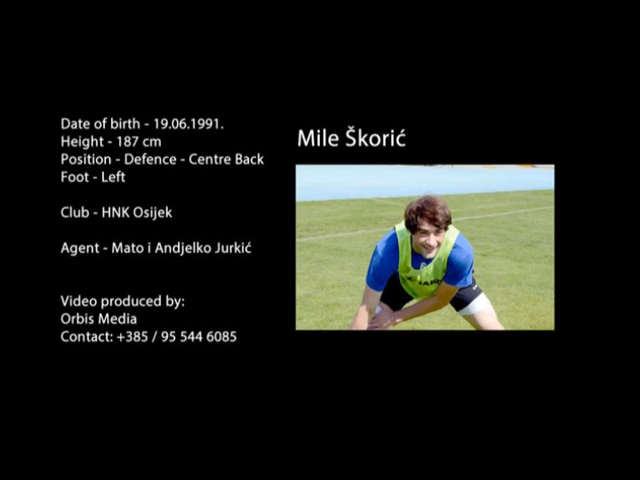 Date of birth - 19.06.1991.
Height - 187 cm
Position - Defence - Centre Back
Foot - Left
Club - HNK Osijek
Agent - Mato i Andjelko Jurkić
Video produced by:
Orbis Media
Contact: +385 / 95 544 6085
Mile Škorić